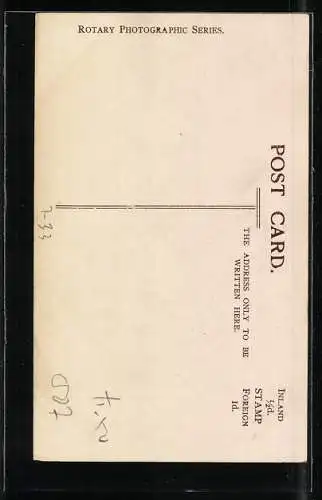 ROTARY PHOTOGRAPHIC SERIES.
POST CARD.
THE ADDRESS ONLY TO BE
WRITTEN HERE.
INLAND
½d.
STAMP
FOREIGN
1d.